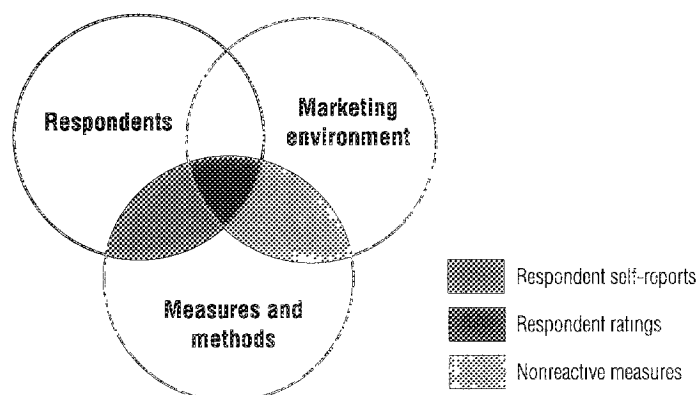 Respondents
Marketing
environment
Measures and
methods
Respondent self-reports
Respondent ratings
Nonreactive measures